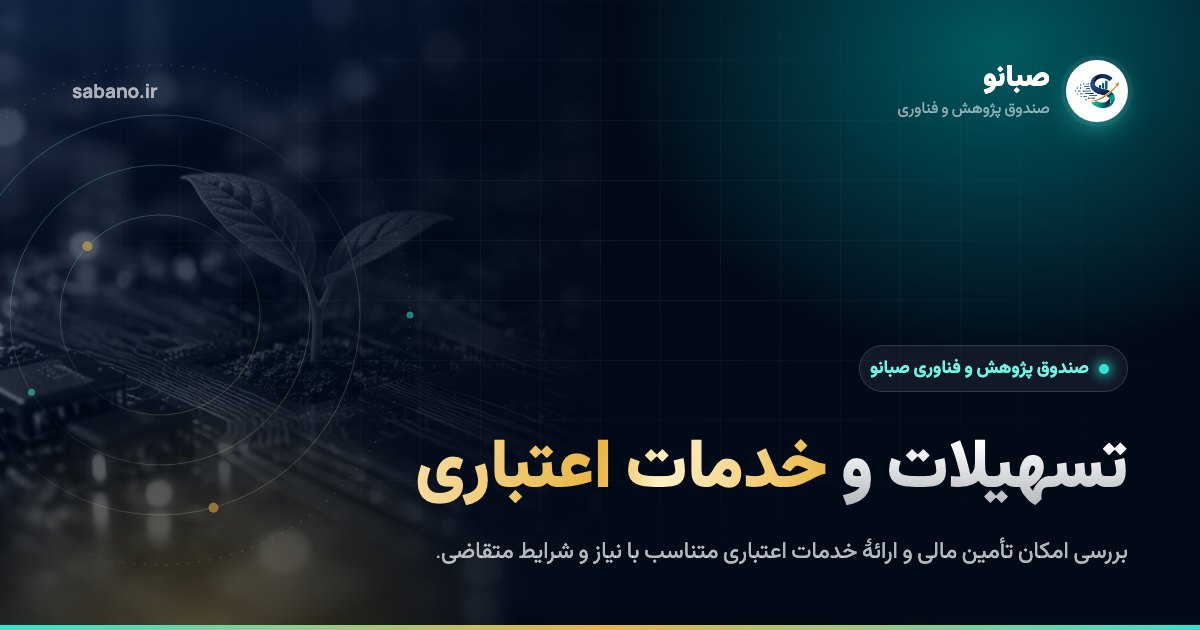 صبانو
صندوق پژوهش و فناوری
sabano.ir
صندوق پژوهش و فناوری صبانو
تسهیلات و خدمات اعتباری
بررسی امکان تأمین مالی و ارائهٔ خدمات اعتباری متناسب با نیاز و شرایط متقاضی.